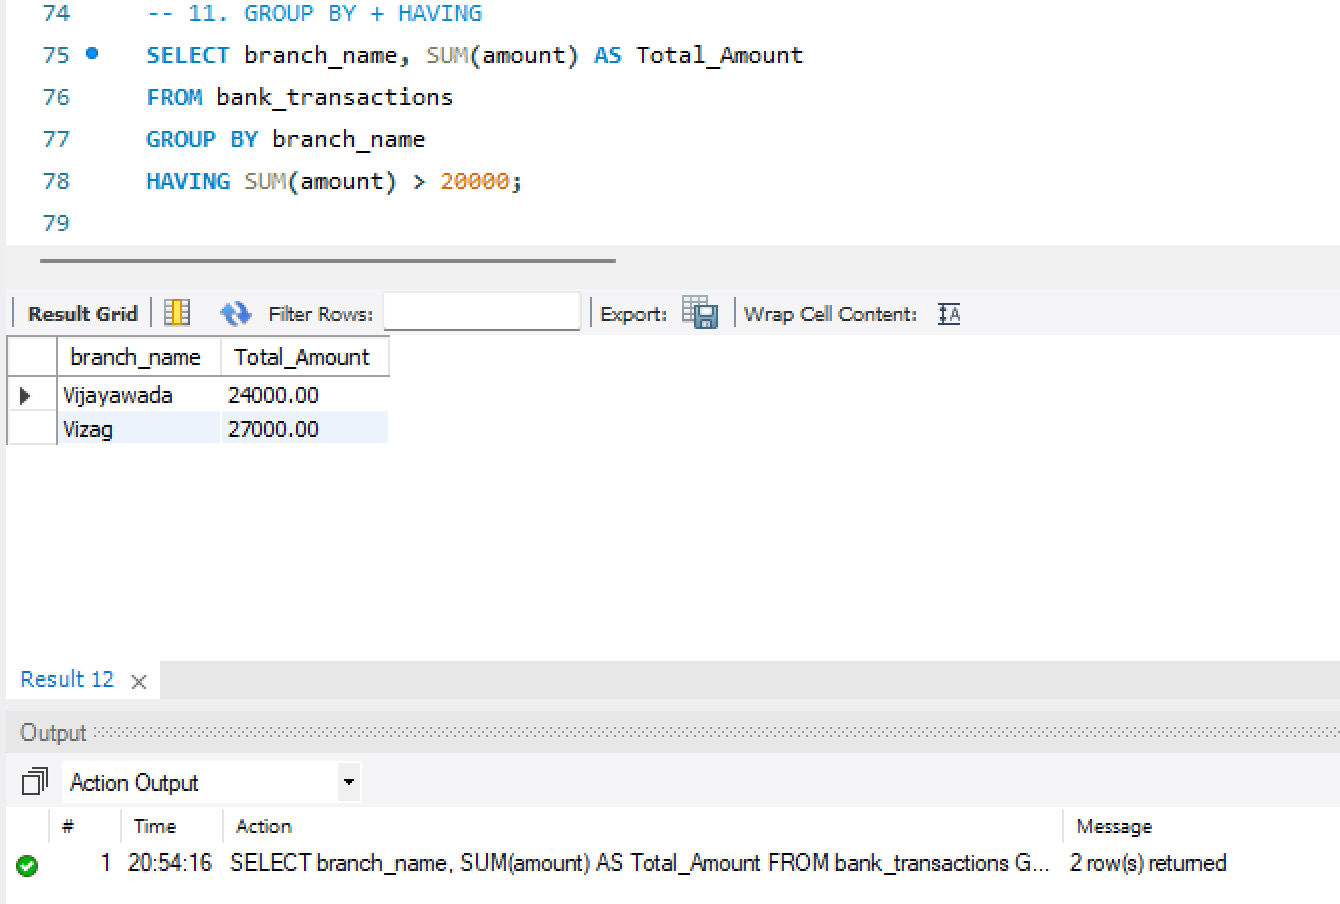 74 -- 11. GROUP BY + HAVING
75 SELECT branch_name, SUM(amount) AS Total_Amount
76 FROM bank_transactions
77 GROUP BY branch_name
78 HAVING SUM(amount) > 20000;
79
Result Grid Filter Rows: Export: Wrap Cell Content: IA
branch_name Total_Amount
Vijayawada 24000.00
Vizag 27000.00
Result 12 ×
Output
Action Output
# Time Action Message
1 20:54:16 SELECT branch_name, SUM(amount) AS Total_Amount FROM bank_transactions G... 2 row(s) returned